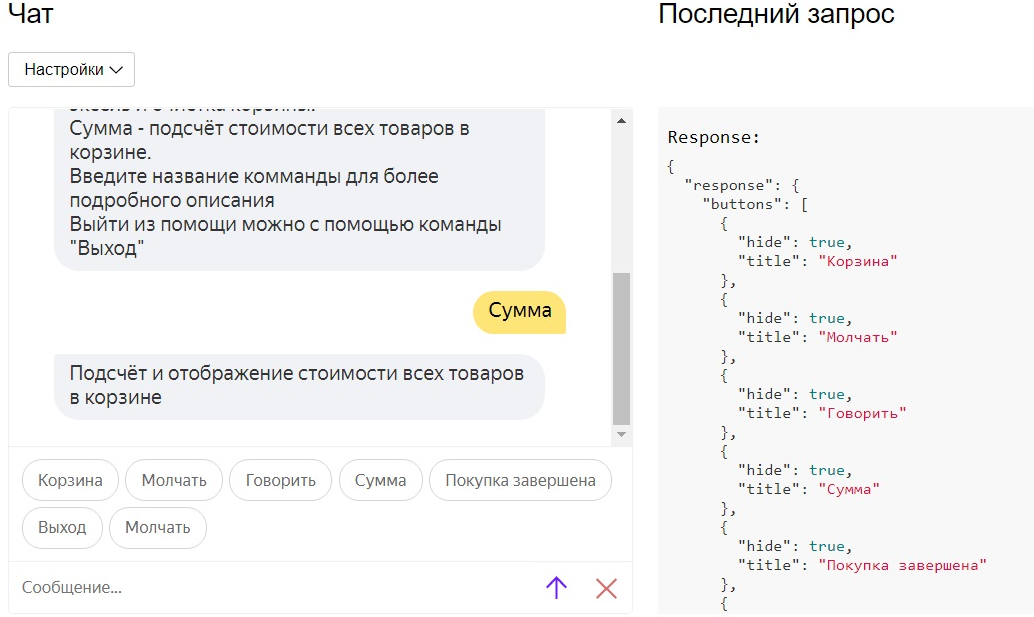 Чат
Настройки
эксель и очистка корзины.
Сумма - подсчёт стоимости всех товаров в
корзине.
Введите название комманды для более
подробного описания
Выйти из помощи можно с помощью команды
"Выход"
Сумма
Подсчёт и отображение стоимости всех товаров
в корзине
Корзина
Молчать
Говорить
Сумма
Покупка завершена
Выход
Молчать
Сообщение...
Последний запрос
Response:
{
"response": {
"buttons": [
{
"hide": true,
"title": "Корзина"
},
{
"hide": true,
"title": "Молчать"
},
{
"hide": true,
"title": "Говорить"
},
{
"hide": true,
"title": "Сумма"
},
{
"hide": true,
"title": "Покупка завершена"
},
{